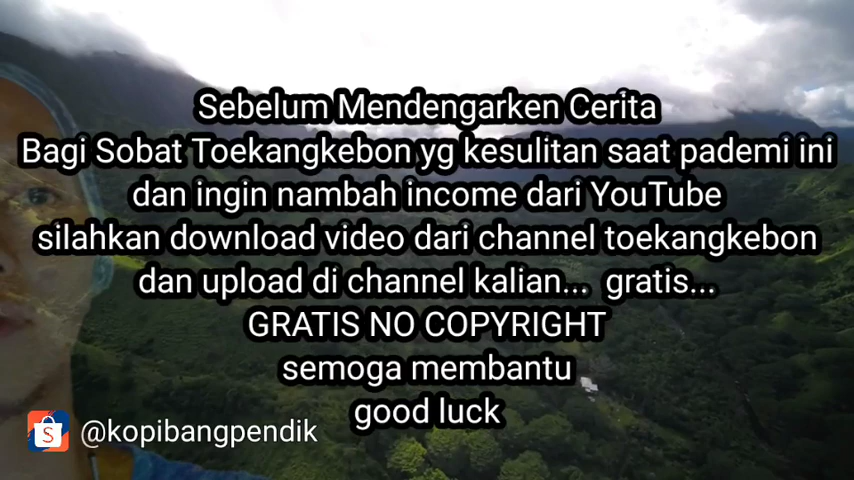 Sebelum Mendengarken Cerita
Bagi Sobat Toekangkebon yg kesulitan saat pademi ini
dan ingin nambah income dari YouTube
silahkan download video dari channel toekangkebon
dan upload di channel kalian... gratis...
GRATIS NO COPYRIGHT
semoga membantu
good luck
S @kopibangpendik